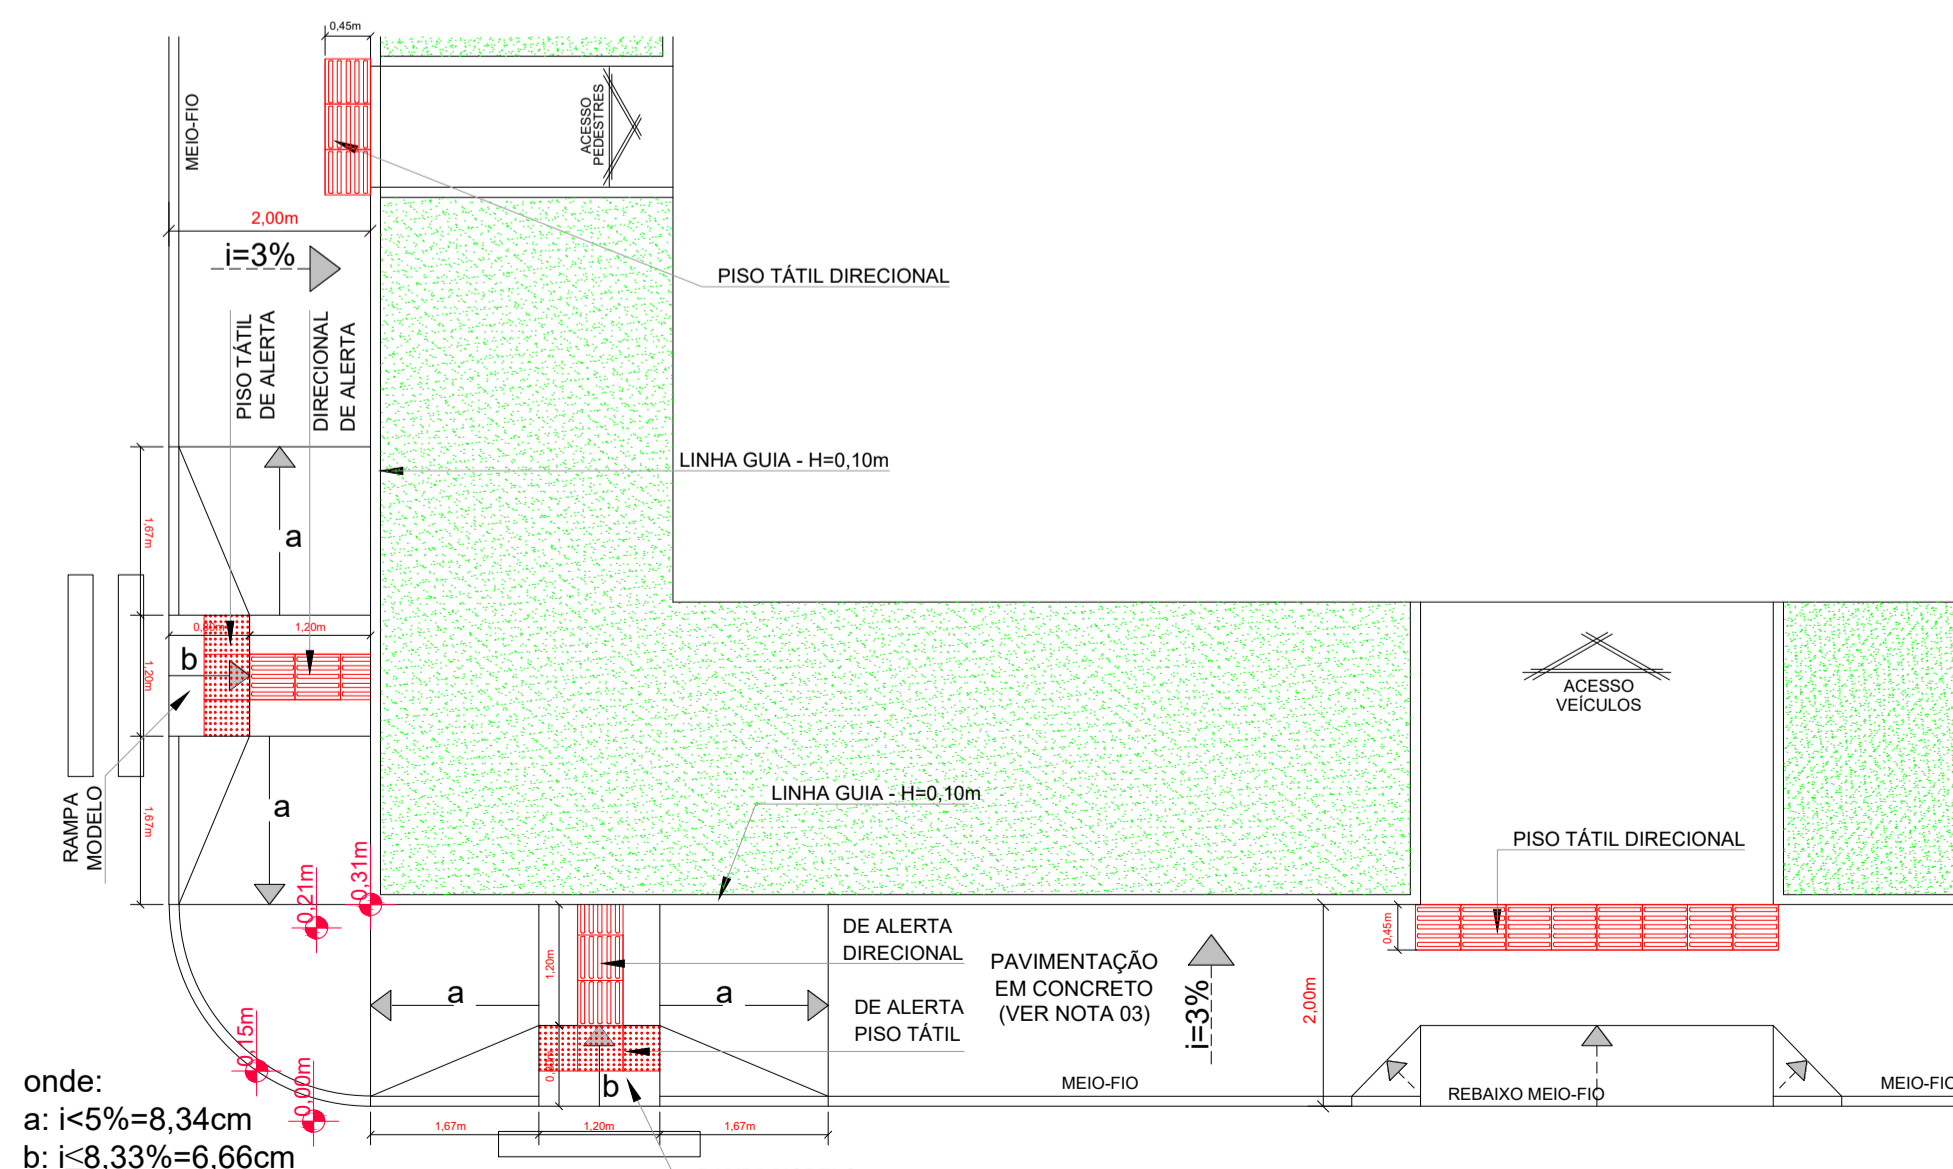 0,45m
MEIO-FIO
ACESSO
PEDESTRES
2,00m
i=3%
PISO TÁTIL DIRECIONAL
PISO TÁTIL
DE ALERTA
DIRECIONAL
DE ALERTA
LINHA GUIA - H=0,10m
1,67m
a
1,20m
b
1,20m
ACESSO
VEÍCULOS
RAMPA
MODELO
1,67m
a
LINHA GUIA - H=0,10m
PISO TÁTIL DIRECIONAL
0,31m
0,21m
0,15m
0,00m
DE ALERTA
DIRECIONAL
1,20m
0,45m
PAVIMENTAÇÃO
EM CONCRETO
(VER NOTA 03)
i=3%
2,00m
a
a
DE ALERTA
PISO TÁTIL
b
MEIO-FIO
REBAIXO MEIO-FIO
MEIO-FIO
1,67m
1,20m
1,67m
onde:
a: i<5%=8,34cm
b: i≤8,33%=6,66cm